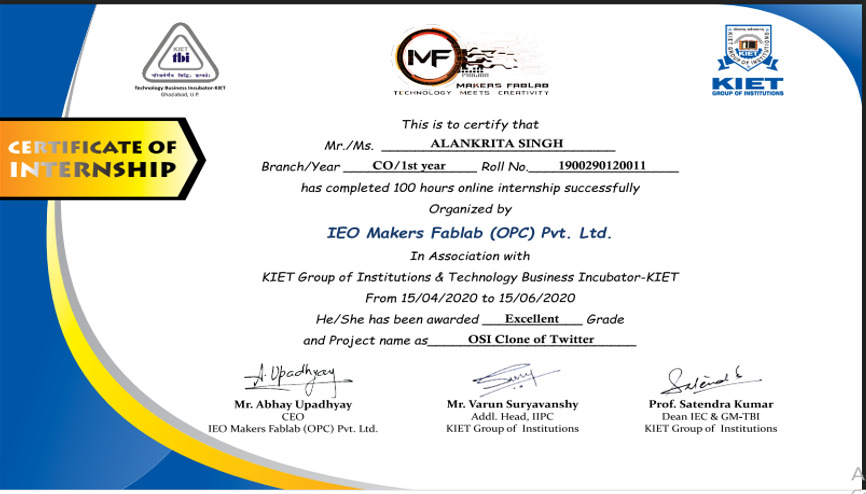 KIET
tbi
Technology Business Incubator-KIET
Ghaziabad, U.P.
IMF
MAKERS FABLAB
TECHNOLOGY MEETS CREATIVITY
KIET GROUP OF INSTITUTIONS
KIET
GROUP OF INSTITUTIONS
CERTIFICATE OF
INTERNSHIP
This is to certify that
Mr./Ms. ALANKRITA SINGH
Branch/Year CO/1st year Roll No. 1900290120011
has completed 100 hours online internship successfully
Organized by
IEO Makers Fablab (OPC) Pvt. Ltd.
In Association with
KIET Group of Institutions & Technology Business Incubator-KIET
From 15/04/2020 to 15/06/2020
He/She has been awarded Excellent Grade
and Project name as OSI Clone of Twitter
A. Upadhyay
Mr. Abhay Upadhyay
CEO
IEO Makers Fablab (OPC) Pvt. Ltd.
Mr. Varun Suryavanshy
Addl. Head, IIPC
KIET Group of Institutions
Prof. Satendra Kumar
Dean IEC & GM-TBI
KIET Group of Institutions